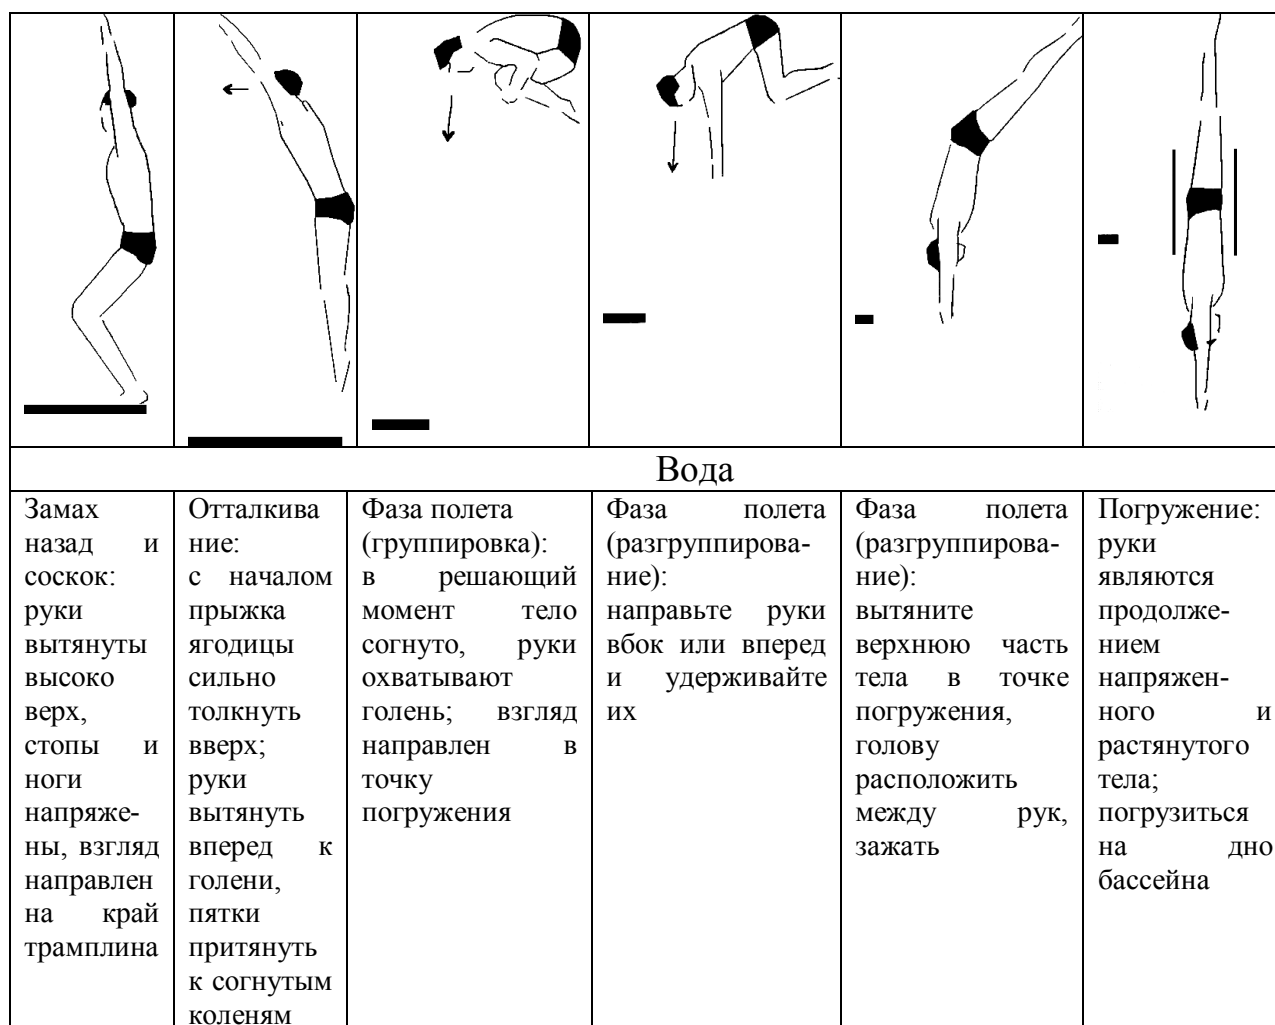 Вода
Замах
назад и
соскок:
руки
вытянуты
высоко
верх,
стопы и
ноги
напряже-
ны, взгляд
направлен
на край
трамплина
Отталкива
ние:
с началом
прыжка
ягодицы
сильно
толкнуть
вверх;
руки
вытянуть
вперед к
голени,
пятки
притянуть
к согнутым
коленям
Фаза полета
(группировка):
в решающий
момент тело
согнуто, руки
охватывают
голень; взгляд
направлен в
точку
погружения
Фаза полета
(разгруппирова-
ние):
направьте руки
вбок или вперед
и удерживайте
их
Фаза полета
(разгруппирова-
ние):
вытяните
верхнюю часть
тела в точке
погружения,
голову
расположить
между рук,
зажать
Погружение:
руки
являются
продолже-
нием
напряжен-
ного и
растянутого
тела;
погрузиться
на дно
бассейна